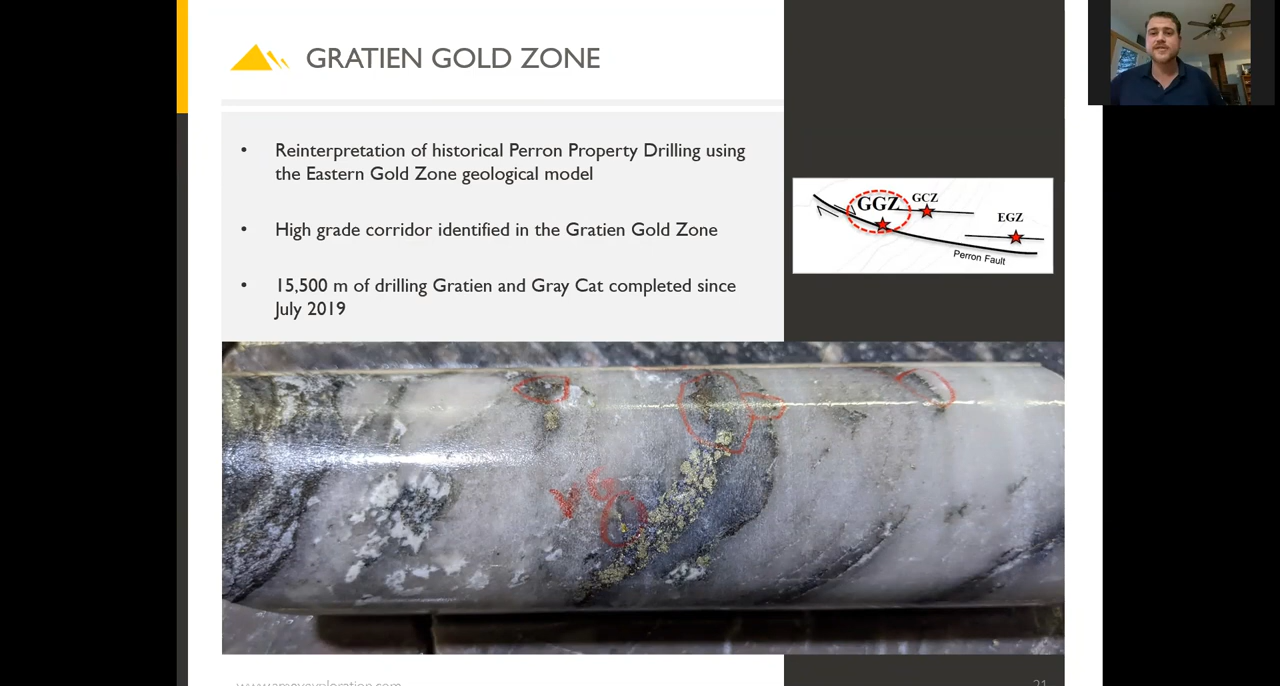 GRATIEN GOLD ZONE
• Reinterpretation of historical Perron Property Drilling using
the Eastern Gold Zone geological model
• High grade corridor identified in the Gratien Gold Zone
• 15,500 m of drilling Gratien and Gray Cat completed since
July 2019
GGZ
GCZ
EGZ
Perron Fault
VG
21